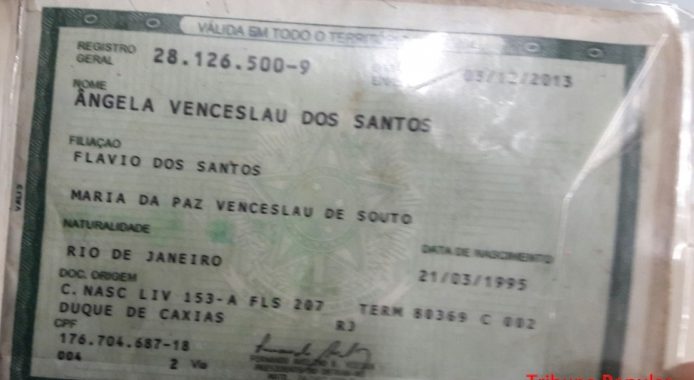 VÁLIDA EM TODO O TERRITÓ
REGISTRO GERAL 28.126.500-9 03/12/2013
NOME
ÂNGELA VENCESLAU DOS SANTOS
FILIAÇÃO
FLAVIO DOS SANTOS
MARIA DA PAZ VENCESLAU DE SOUTO
NATURALIDADE DATA DE NASCIMENTO
RIO DE JANEIRO 21/03/1995
DOC. ORIGEM
C. NASC LIV 153-A FLS 207 TERM 80369 C 002
DUQUE DE CAXIAS RJ
CPF
176.704.687-18
004 2 Via